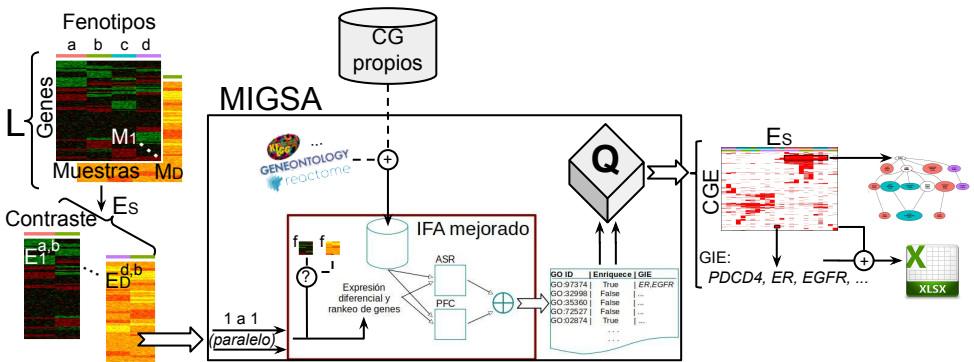 Fenotipos
a b c d
L
Genes
M1
Muestras MD
ES
Contraste
E1 a,b
ED d,b
CG
propios
MIGSA
KEGG
...
GENEONTOLOGY
reactome
+
IFA mejorado
f f
?
Expresión
diferencial y
rankeo de genes
ASR
PFC
1 a 1
(paralelo)
Q
GO ID | Enriquece | GIE
GO:97374 | True | ER,EGFR
GO:32998 | False | ...
GO:35360 | False | ...
GO:72527 | False | ...
GO:02874 | True | ...
. . .
. . .
ES
CGE
GIE:
PDCD4, ER, EGFR, ...
+
X
XLSX